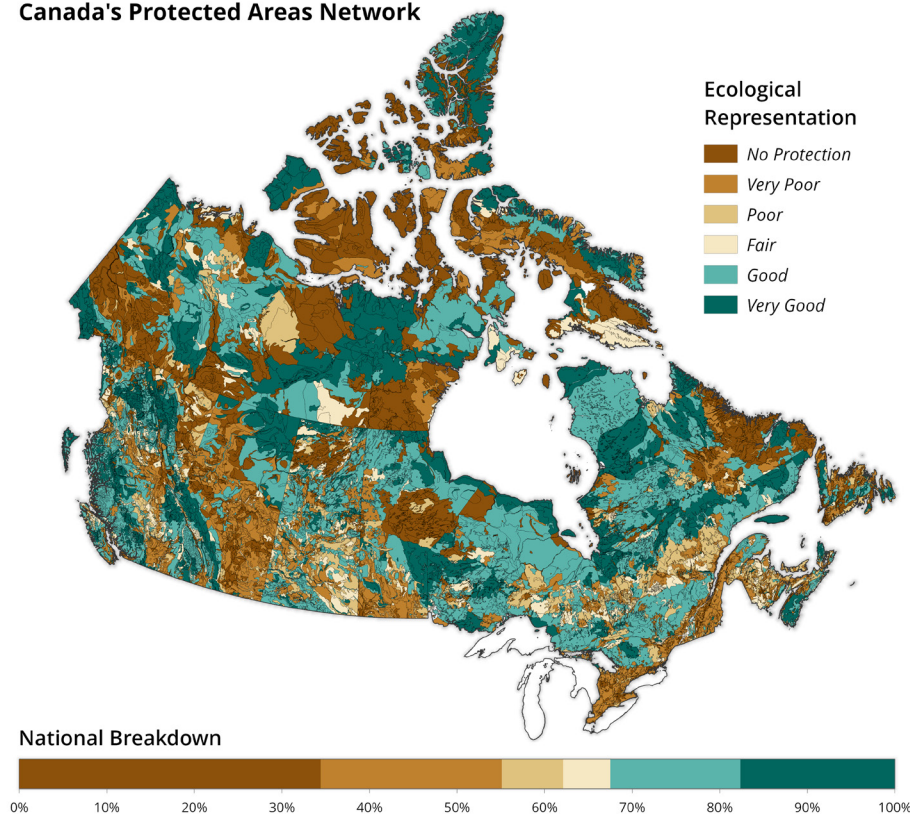 Canada's Protected Areas Network
Ecological
Representation
No Protection
Very Poor
Poor
Fair
Good
Very Good
National Breakdown
0% 10% 20% 30% 40% 50% 60% 70% 80% 90% 100%